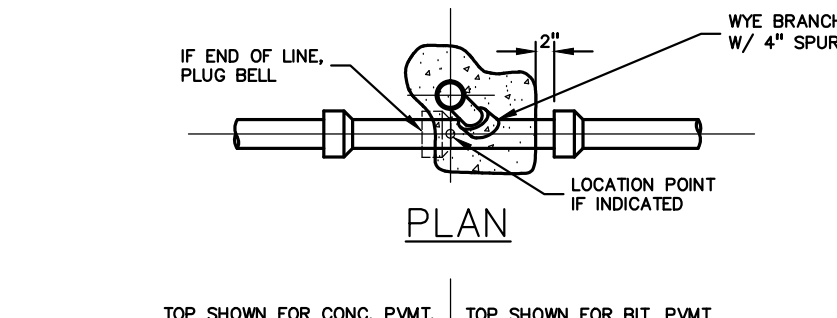 WYE BRANCH
W/ 4" SPUR
2"
IF END OF LINE,
PLUG BELL
LOCATION POINT
IF INDICATED
PLAN
TOP SHOWN FOR CONC. PVMT.
TOP SHOWN FOR BIT. PVMT